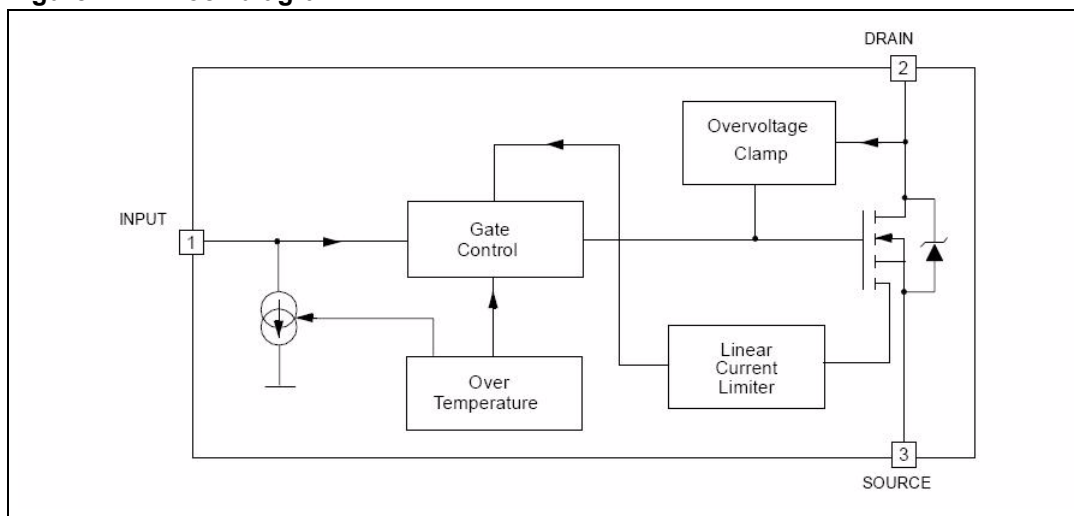 DRAIN
2
Overvoltage
Clamp
INPUT
1
Gate
Control
Over
Temperature
Linear
Current
Limiter
3
SOURCE